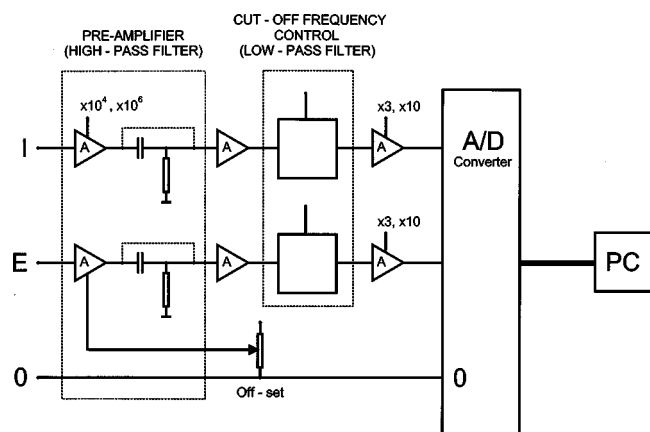 CUT - OFF FREQUENCY
CONTROL
(LOW - PASS FILTER)
PRE-AMPLIFIER
(HIGH - PASS FILTER)
x10⁴, x10⁶
x3, x10
I
A
A
A
A/D
Converter
x3, x10
E
A
A
A
PC
0
0
Off - set